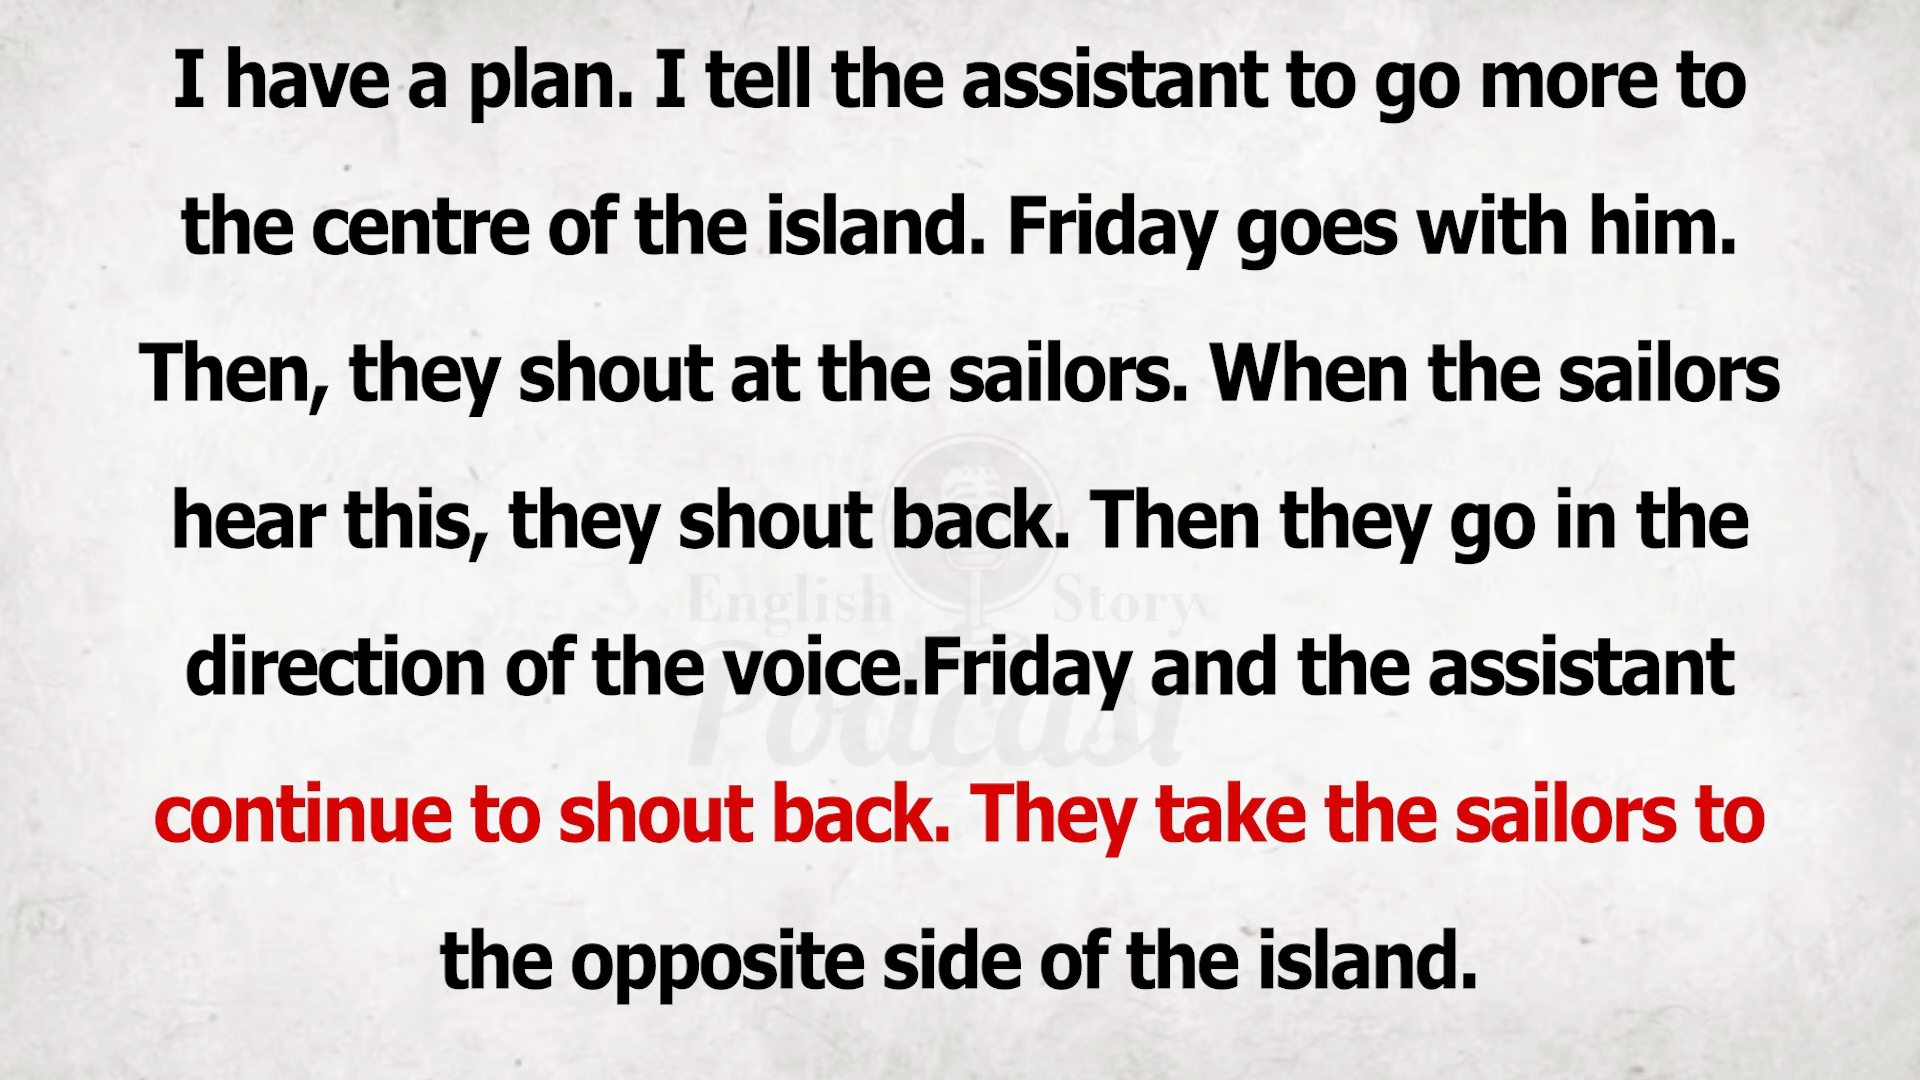 I have a plan. I tell the assistant to go more to
the centre of the island. Friday goes with him.
Then, they shout at the sailors. When the sailors
hear this, they shout back. Then they go in the
direction of the voice.Friday and the assistant
continue to shout back. They take the sailors to
the opposite side of the island.
English Story
Podcast